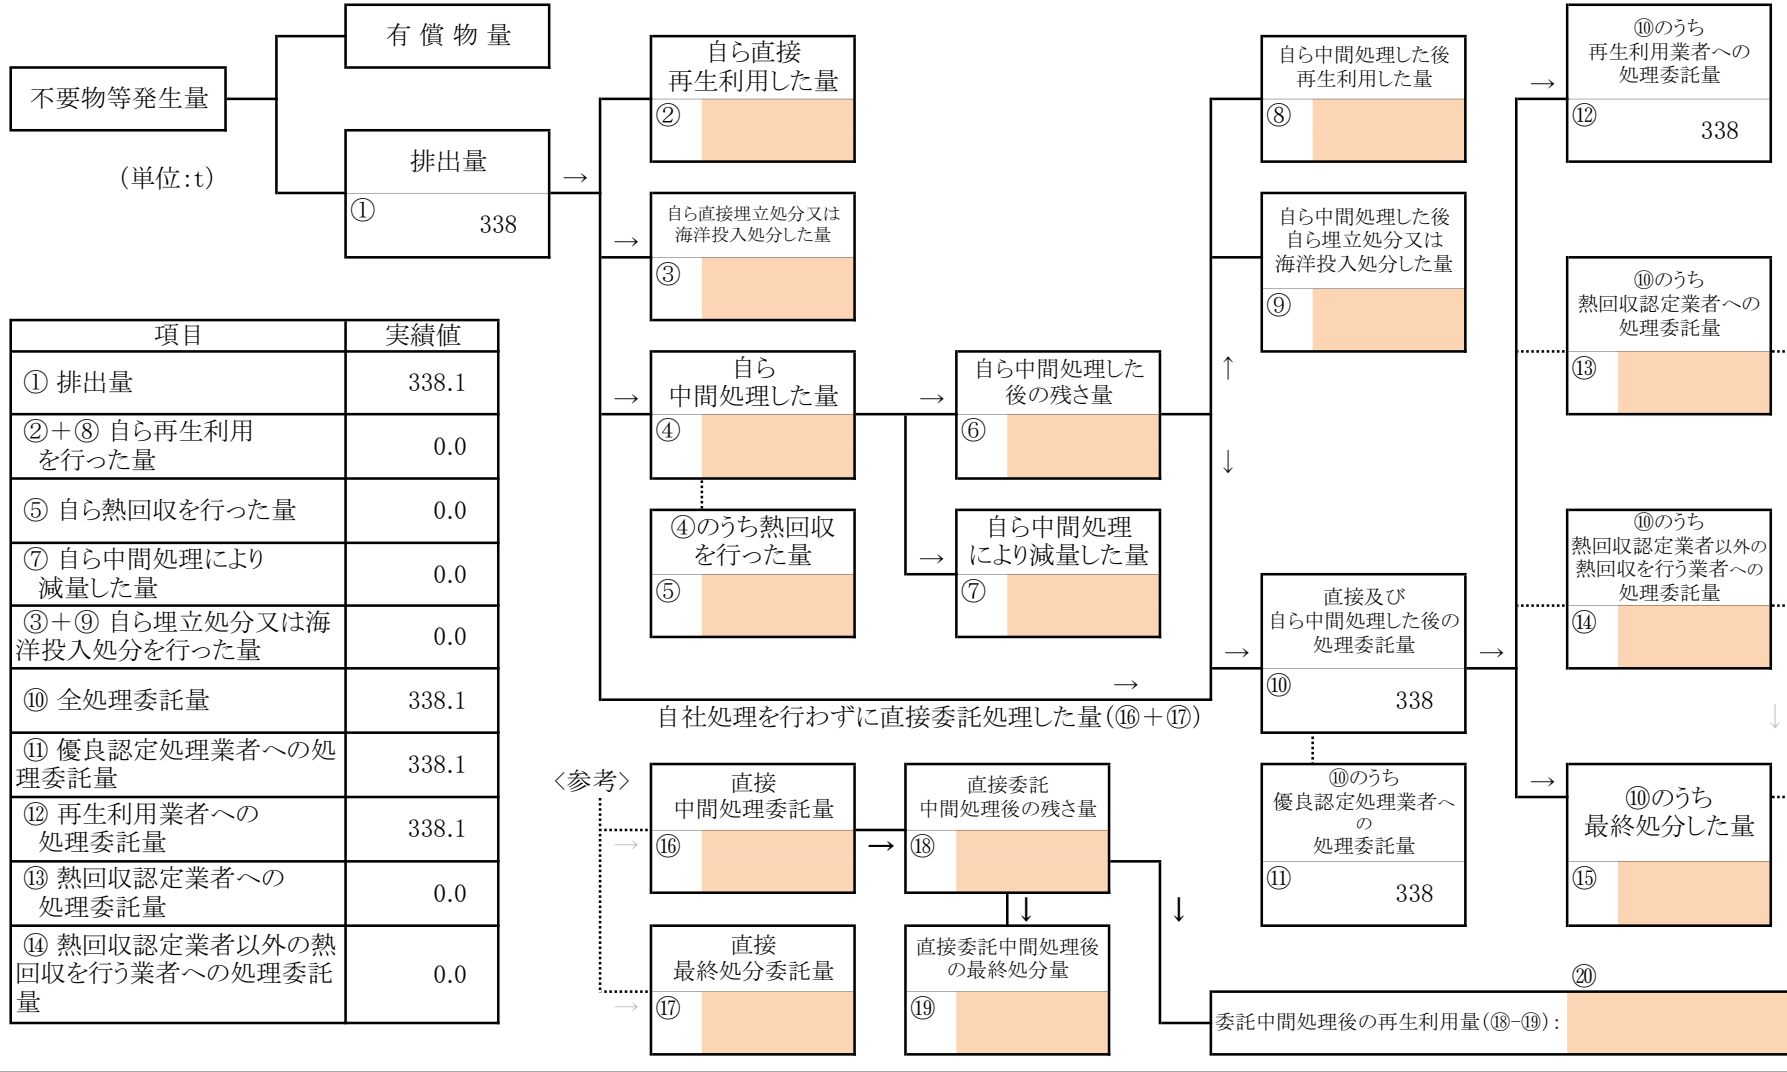 不要物等発生量
(単位:t)
有償物量
排出量
①
338
→
自ら直接
再生利用した量
②
→
自ら直接埋立処分又は
海洋投入処分した量
③
→
自ら
中間処理した量
④
④のうち熱回収
を行った量
⑤
→
自ら中間処理した
後の残さ量
⑥
→
自ら中間処理
により減量した量
⑦
自ら中間処理した後
再生利用した量
⑧
自ら中間処理した後
自ら埋立処分又は
海洋投入処分した量
⑨
↑
↓
→
自社処理を行わずに直接委託処理した量(⑯+⑰)
→
直接及び
自ら中間処理した後の
処理委託量
⑩
338
⑩のうち
優良認定処理業者へ
の
処理委託量
⑪
338
→
→
⑩のうち
再生利用業者への
処理委託量
⑫
338
⑩のうち
熱回収認定業者への
処理委託量
⑬
⑩のうち
熱回収認定業者以外の
熱回収を行う業者への
処理委託量
⑭
↓
→
⑩のうち
最終処分した量
⑮
項目 実績値
① 排出量 338.1
②+⑧ 自ら再生利用
を行った量 0.0
⑤ 自ら熱回収を行った量 0.0
⑦ 自ら中間処理により
減量した量 0.0
③+⑨ 自ら埋立処分又は海
洋投入処分を行った量 0.0
⑩ 全処理委託量 338.1
⑪ 優良認定処理業者への処
理委託量 338.1
⑫ 再生利用業者への
処理委託量 338.1
⑬ 熱回収認定業者への
処理委託量 0.0
⑭ 熱回収認定業者以外の熱
回収を行う業者への処理委託
量 0.0
<参考>
→
直接
中間処理委託量
⑯
→
直接委託
中間処理後の残さ量
⑱
↓
↓
→
直接
最終処分委託量
⑰
直接委託中間処理後
の最終処分量
⑲
⑳
委託中間処理後の再生利用量(⑱-⑲):